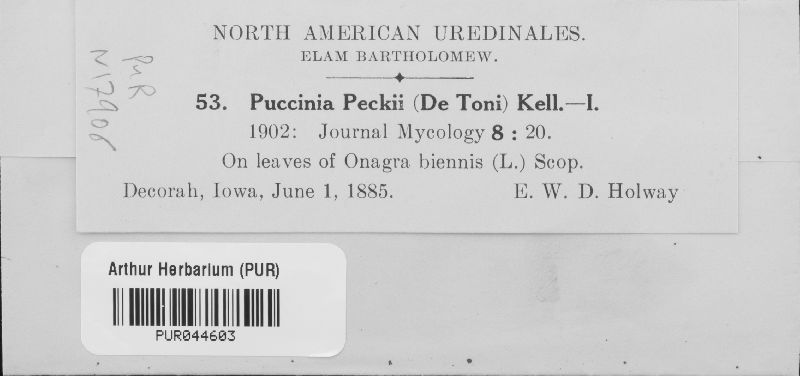 NORTH AMERICAN UREDINALES.
ELAM BARTHOLOMEW.
53. Puccinia Peckii (De Toni) Kell.—I.
1902: Journal Mycology 8 : 20.
On leaves of Onagra biennis (L.) Scop.
Decorah, Iowa, June 1, 1885. E. W. D. Holway
PUR
N17906
Arthur Herbarium (PUR)
PUR044603